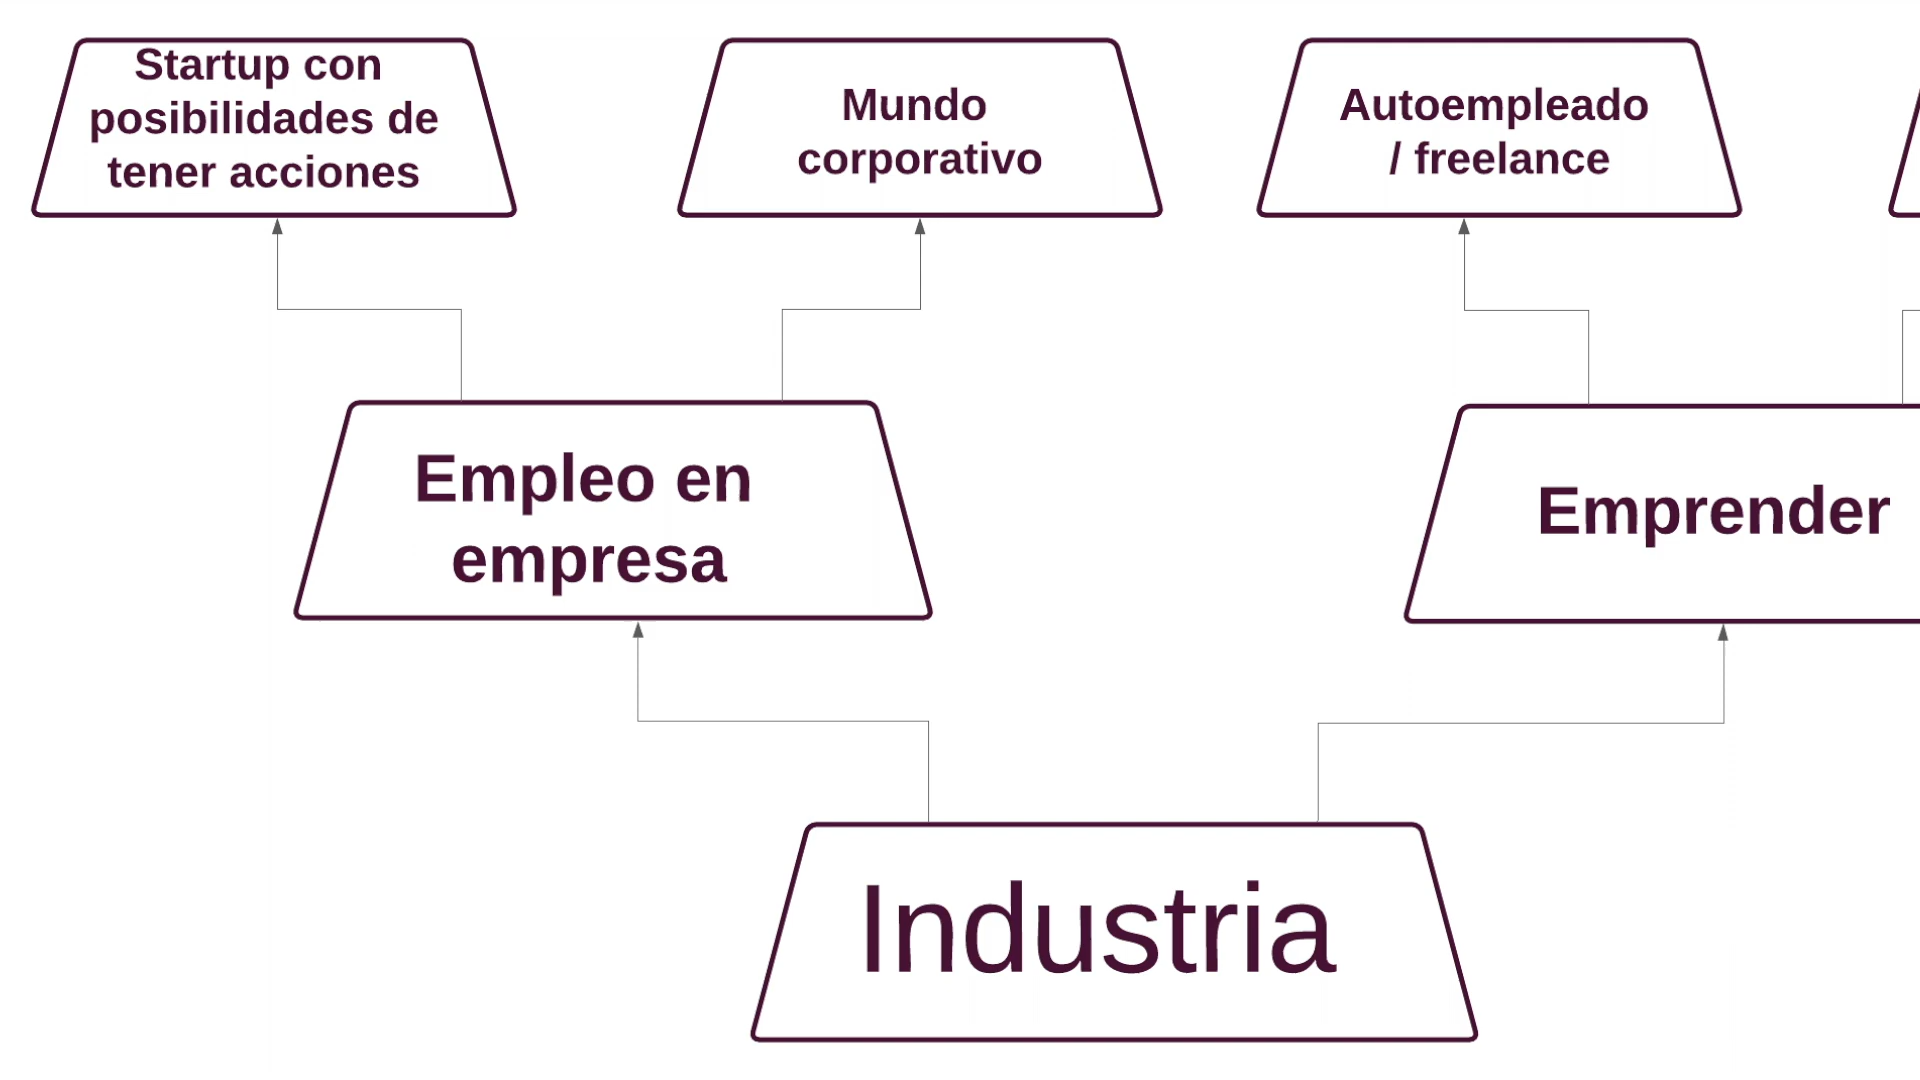 Startup con
posibilidades de
tener acciones
Mundo
corporativo
Autoempleado
/ freelance
Empleo en
empresa
Emprender
Industria